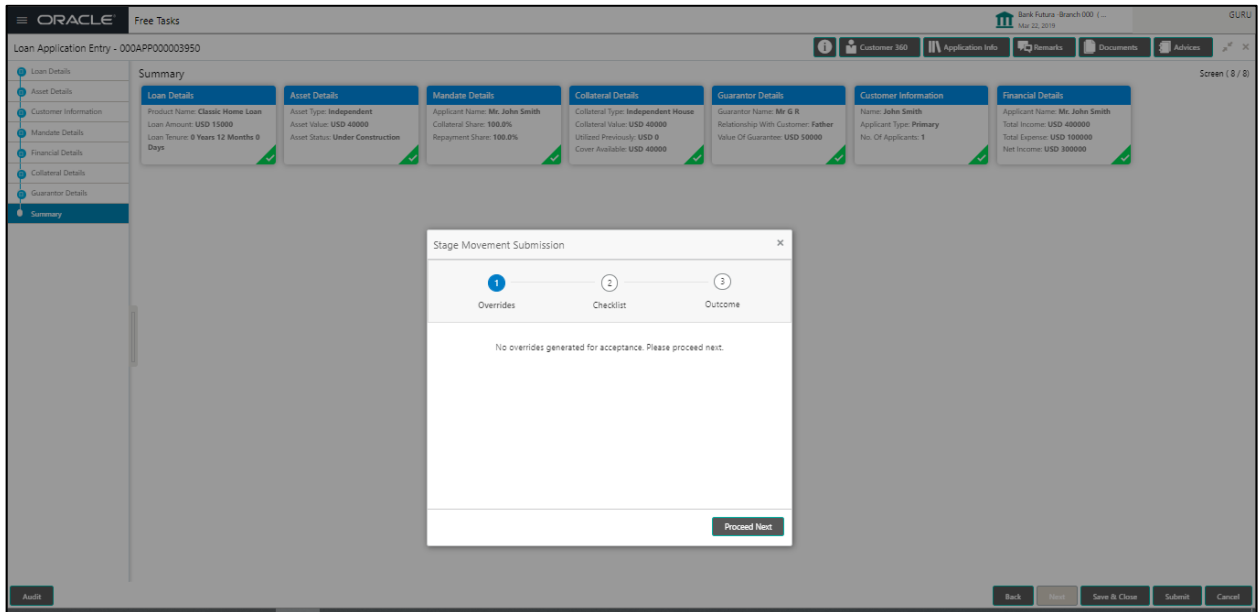 ORACLE®
Free Tasks
Bank Futura -Branch 000 ( ...
Mar 22, 2019
GURU
Loan Application Entry - 000APP000003950
Customer 360
Application Info
Remarks
Documents
Advices
Loan Details
Asset Details
Customer Information
Mandate Details
Financial Details
Collateral Details
Guarantor Details
Summary
Summary
Screen ( 8 / 8)
Loan Details
Product Name: Classic Home Loan
Loan Amount: USD 15000
Loan Tenure: 0 Years 12 Months 0
Days
Asset Details
Asset Type: Independent
Asset Value: USD 40000
Asset Status: Under Construction
Mandate Details
Applicant Name: Mr. John Smith
Collateral Share: 100.0%
Repayment Share: 100.0%
Collateral Details
Collateral Type: Independent House
Collateral Value: USD 40000
Utilized Previously: USD 0
Cover Available: USD 40000
Guarantor Details
Guarantor Name: Mr G R
Relationship With Customer: Father
Value Of Guarantee: USD 50000
Customer Information
Name: John Smith
Applicant Type: Primary
No. Of Applicants: 1
Financial Details
Applicant Name: Mr. John Smith
Total Income: USD 400000
Total Expense: USD 100000
Net Income: USD 300000
Stage Movement Submission
1
2
3
Overrides
Checklist
Outcome
No overrides generated for acceptance. Please proceed next.
Proceed Next
Audit
Back
Next
Save & Close
Submit
Cancel